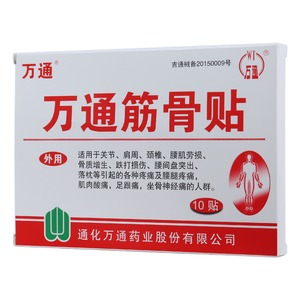 万通®
WT
万通
吉通械备20150009号
万通筋骨贴
外用
适用于关节、肩周、颈椎、腰肌劳损、
骨质增生、跌打损伤、腰间盘突出、
落枕等引起的各种疼痛及腰腿疼痛,
肌肉酸痛，足跟痛，坐骨神经痛的人群。
10贴
通化万通药业股份有限公司